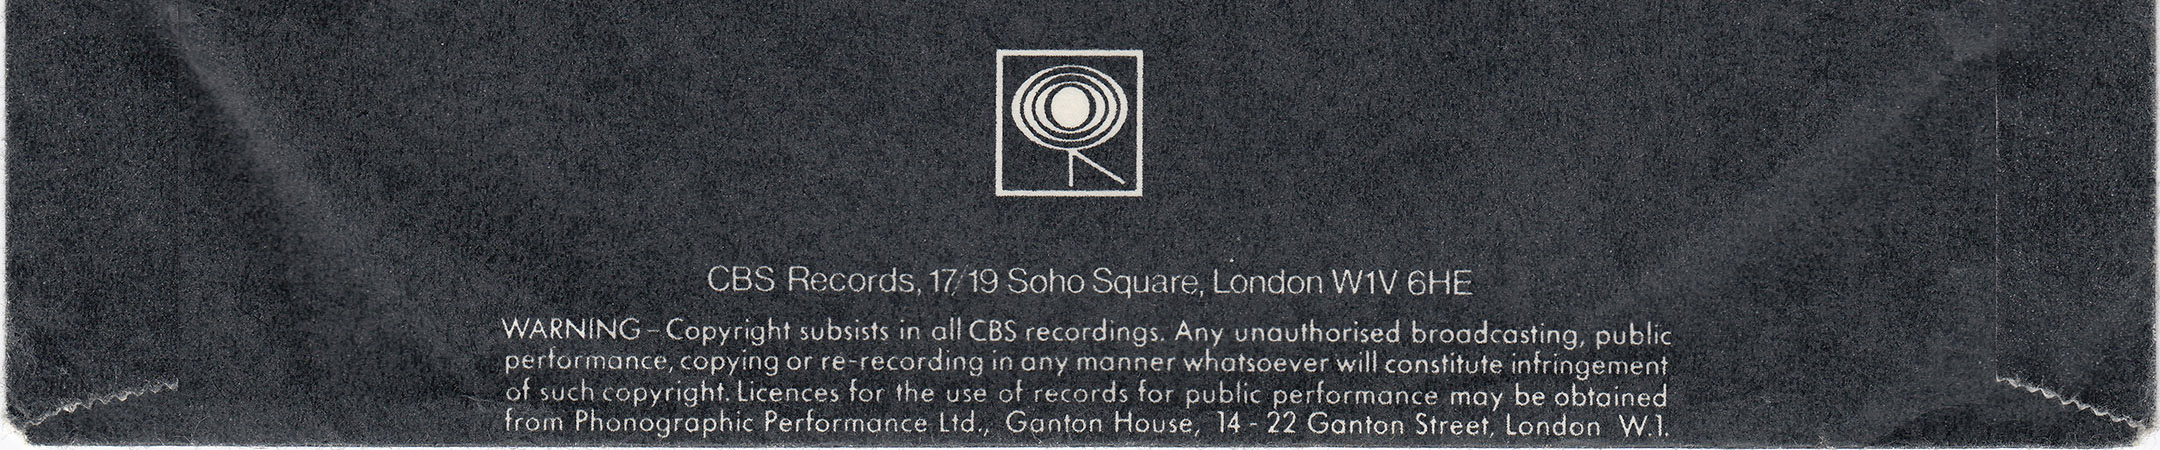 CBS Records, 17/19 Soho Square, London W1V 6HE
WARNING – Copyright subsists in all CBS recordings. Any unauthorised broadcasting, public
performance, copying or re-recording in any manner whatsoever will constitute infringement
of such copyright. Licences for the use of records for public performance may be obtained
from Phonographic Performance Ltd., Ganton House, 14 - 22 Ganton Street, London W.1.